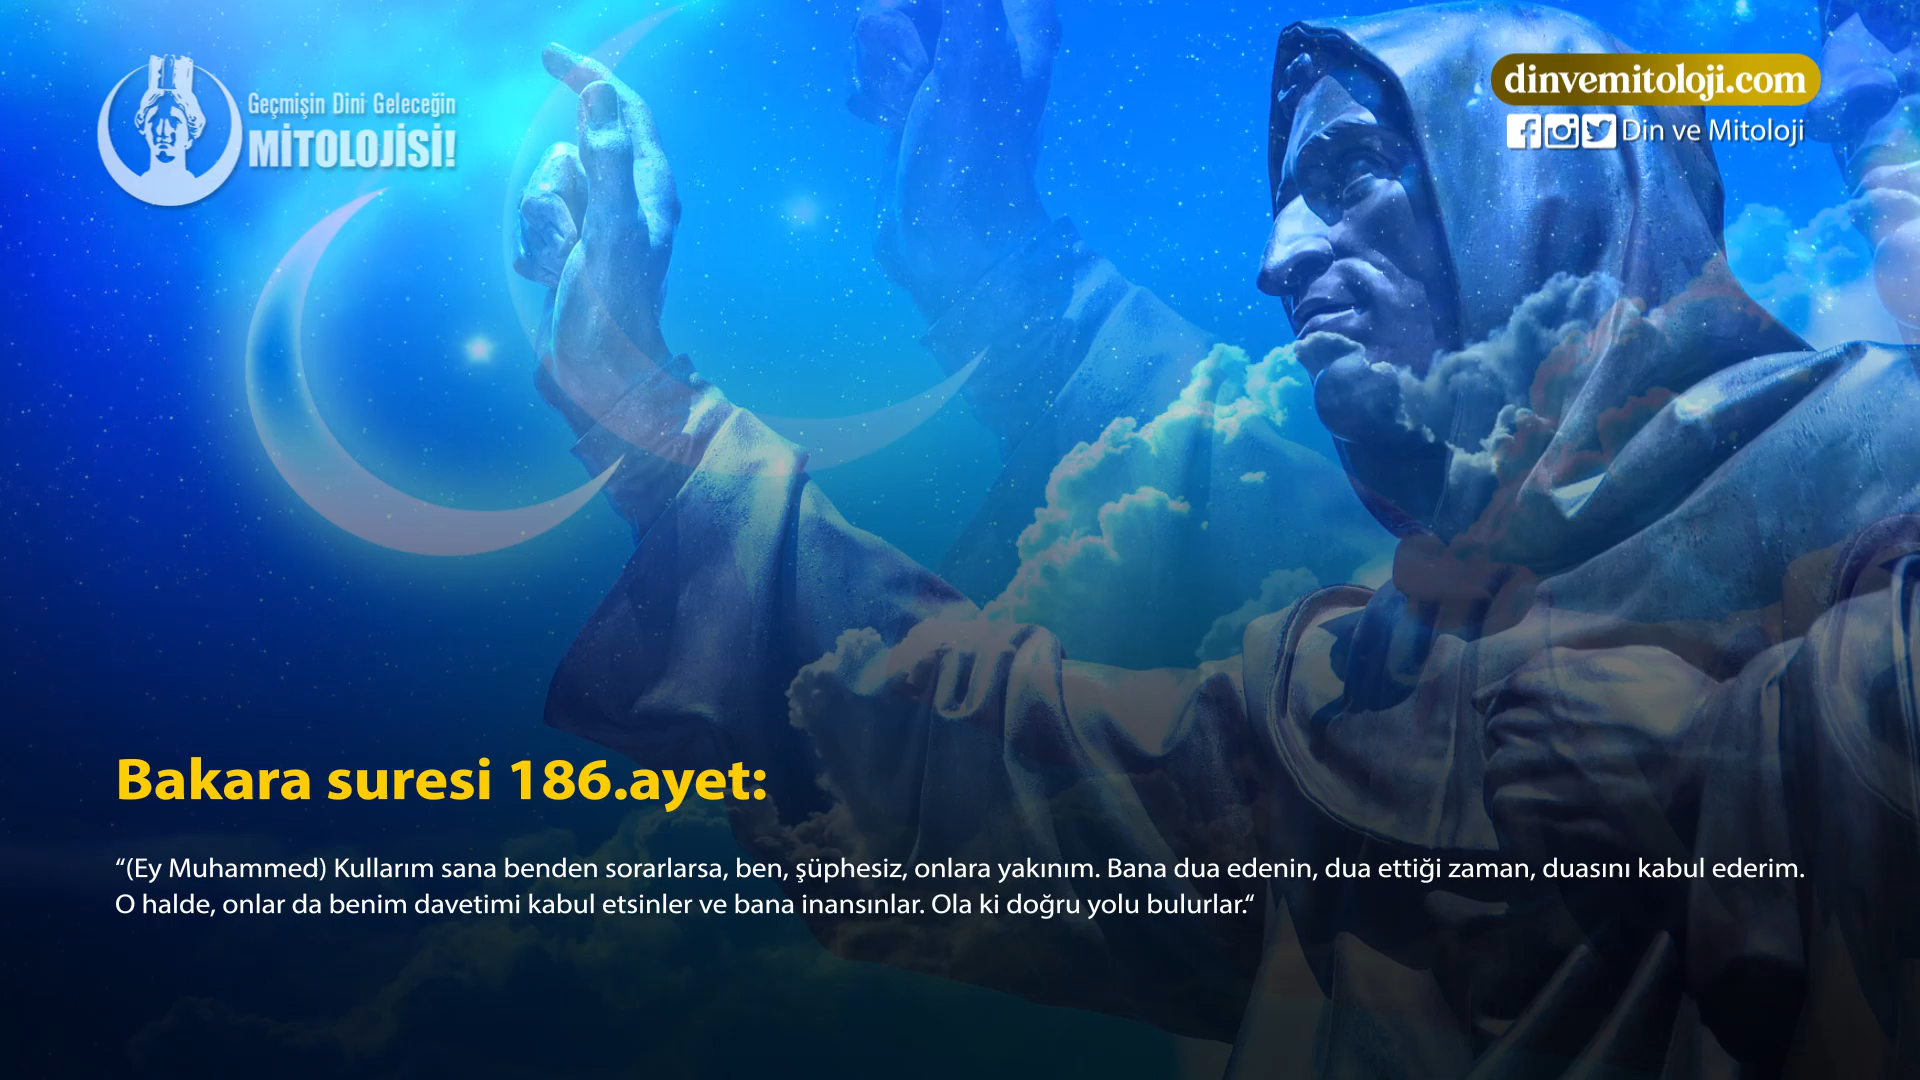 Geçmişin Dini Geleceğin
MİTOLOJİSİ!
dinvemitoloji.com
Din ve Mitoloji
Bakara suresi 186.ayet:
“(Ey Muhammed) Kullarım sana benden sorarlarsa, ben, şüphesiz, onlara yakınım. Bana dua edenin, dua ettiği zaman, duasını kabul ederim.
O halde, onlar da benim davetimi kabul etsinler ve bana inansınlar. Ola ki doğru yolu bulurlar.“